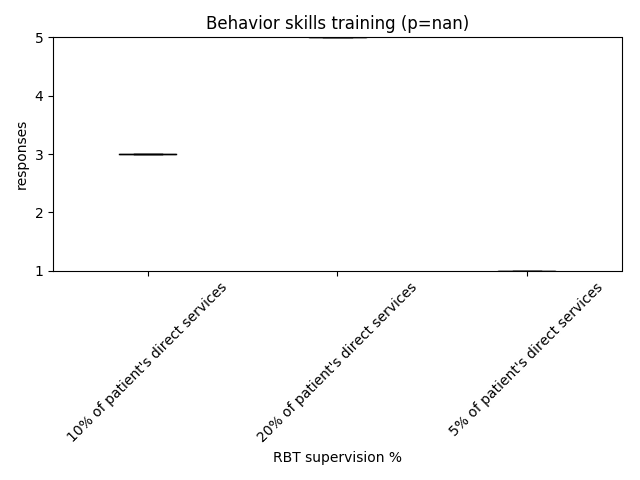 Behavior skills training (p=nan)
5
4
3
2
1
responses
10% of patient's direct services
20% of patient's direct services
5% of patient's direct services
RBT supervision %